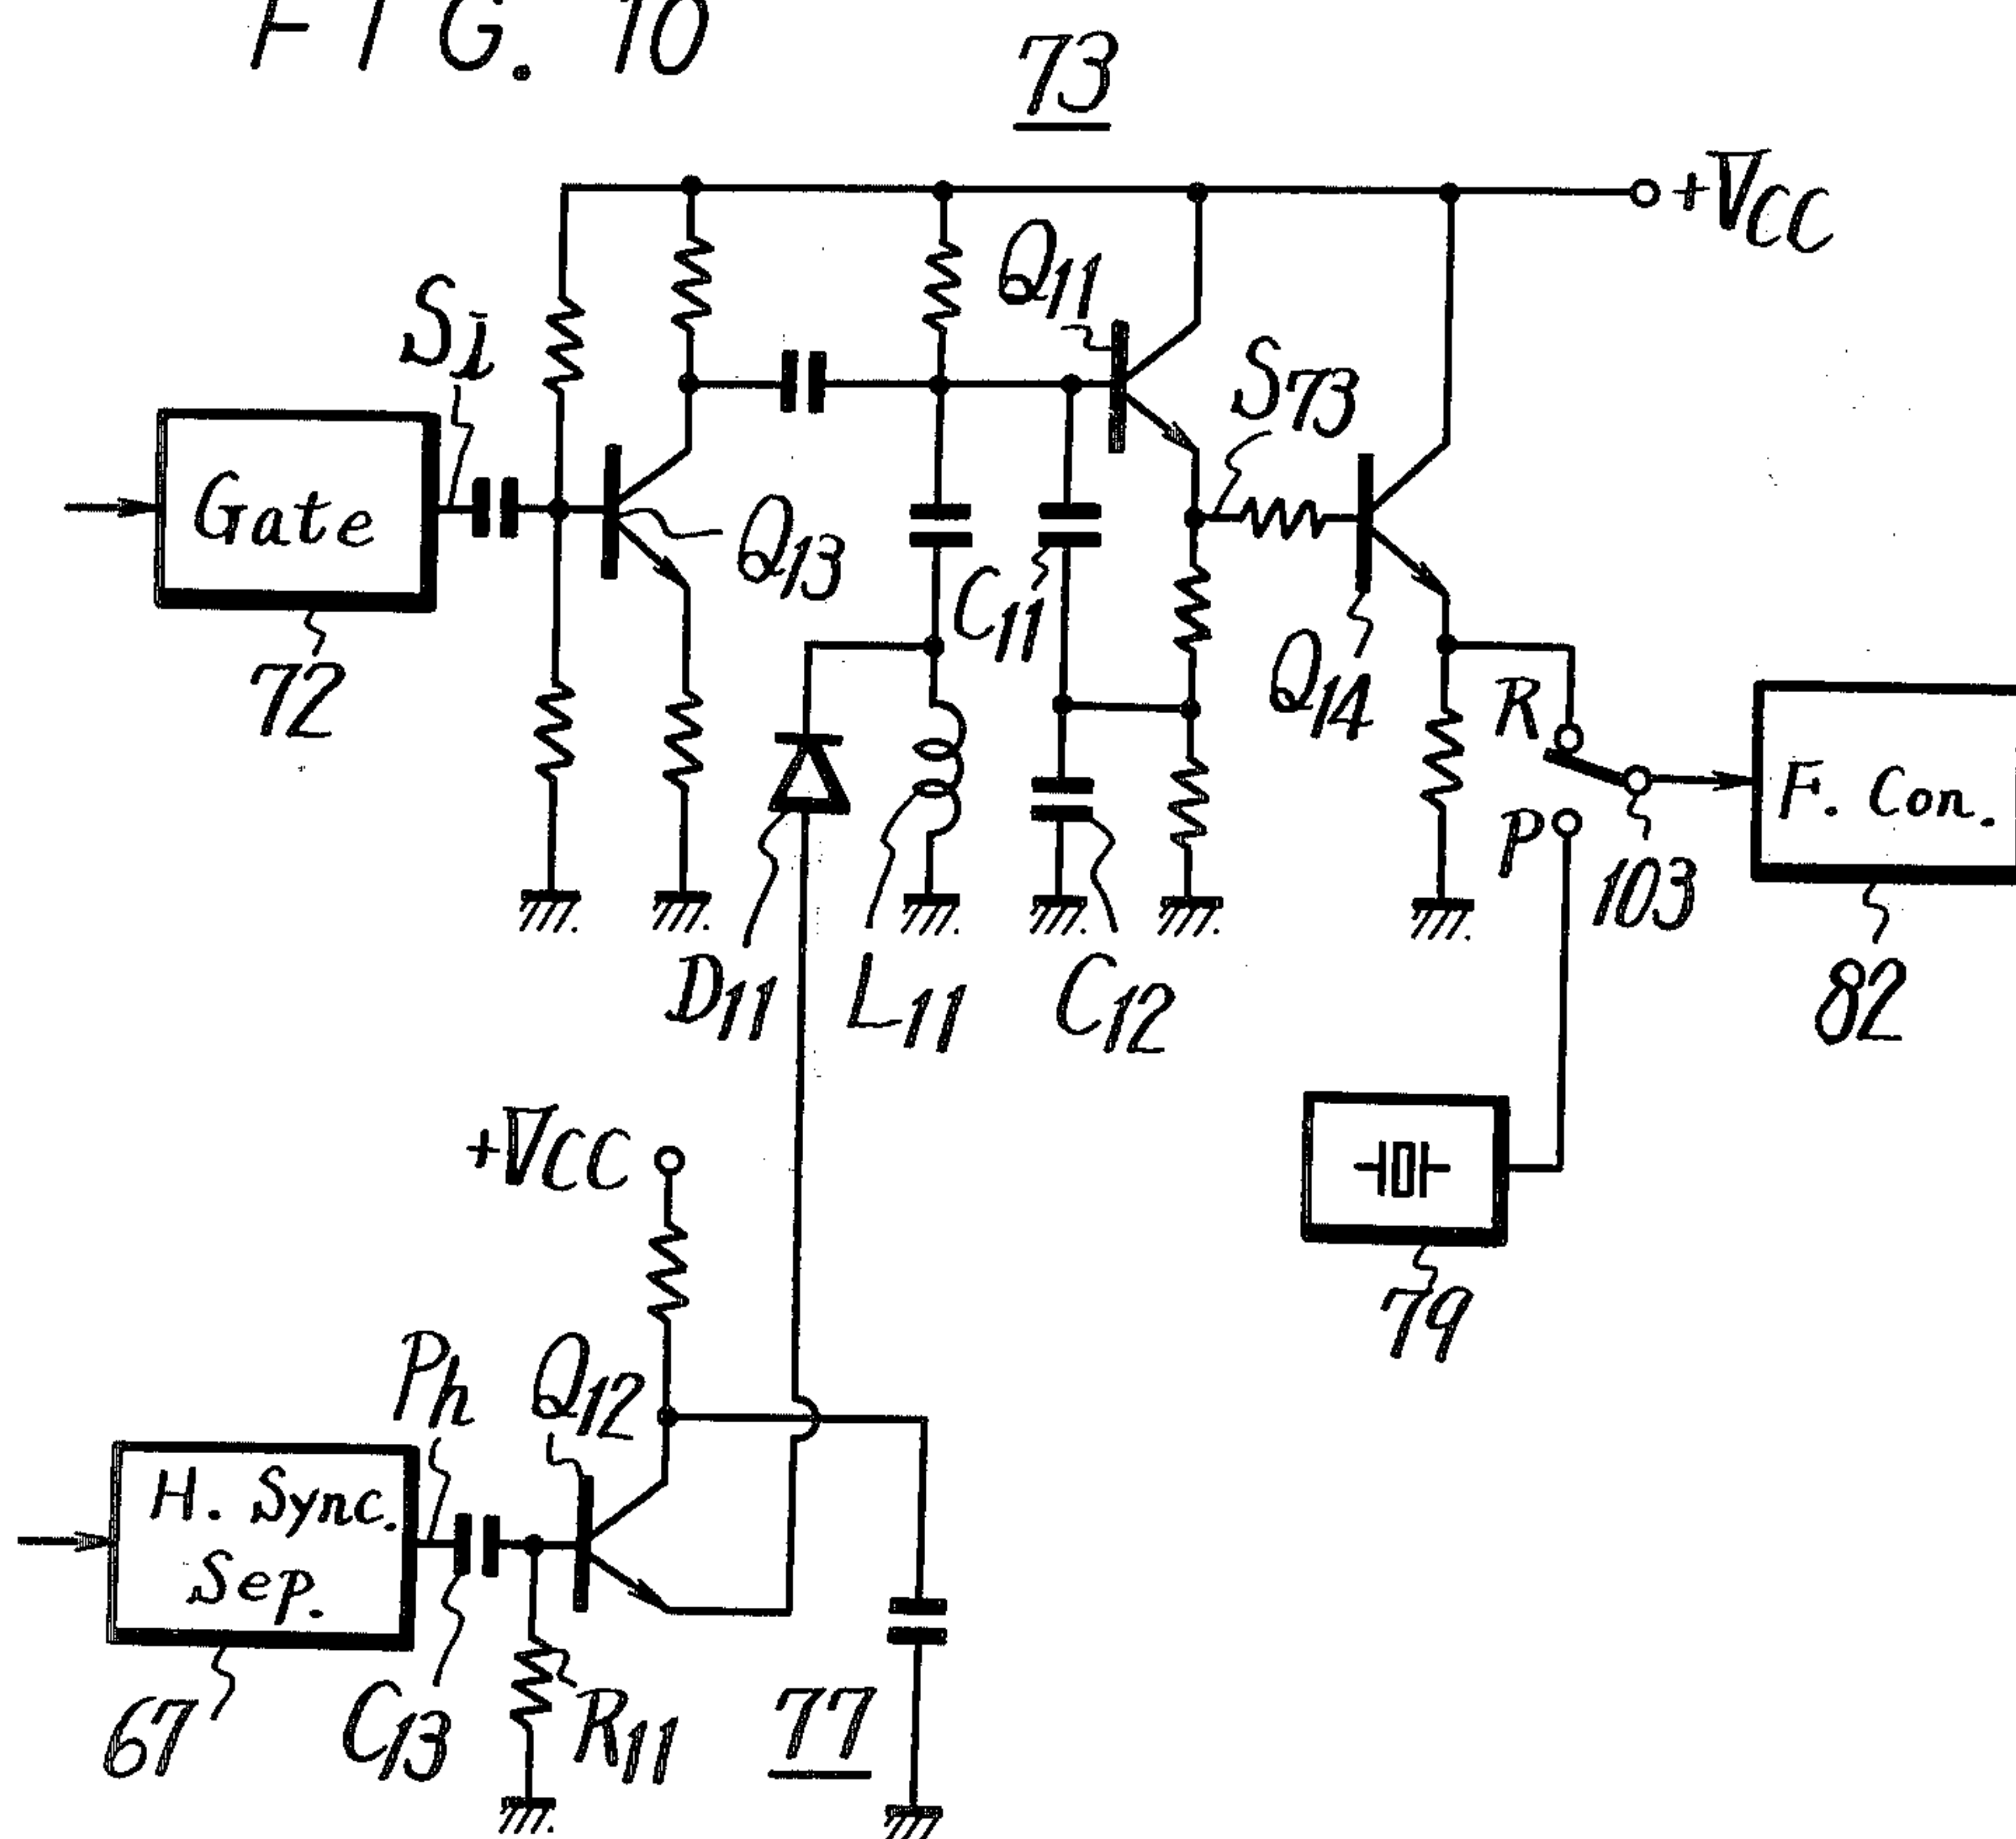 FIG. 10
73
+VCC
Q11
Si
S73
Gate
Q13
C11
72
Q14
R
F. Con.
P
103
D11
L11
C12
82
+VCC
79
Ph
Q12
H. Sync.
Sep.
67
C13
R11
77